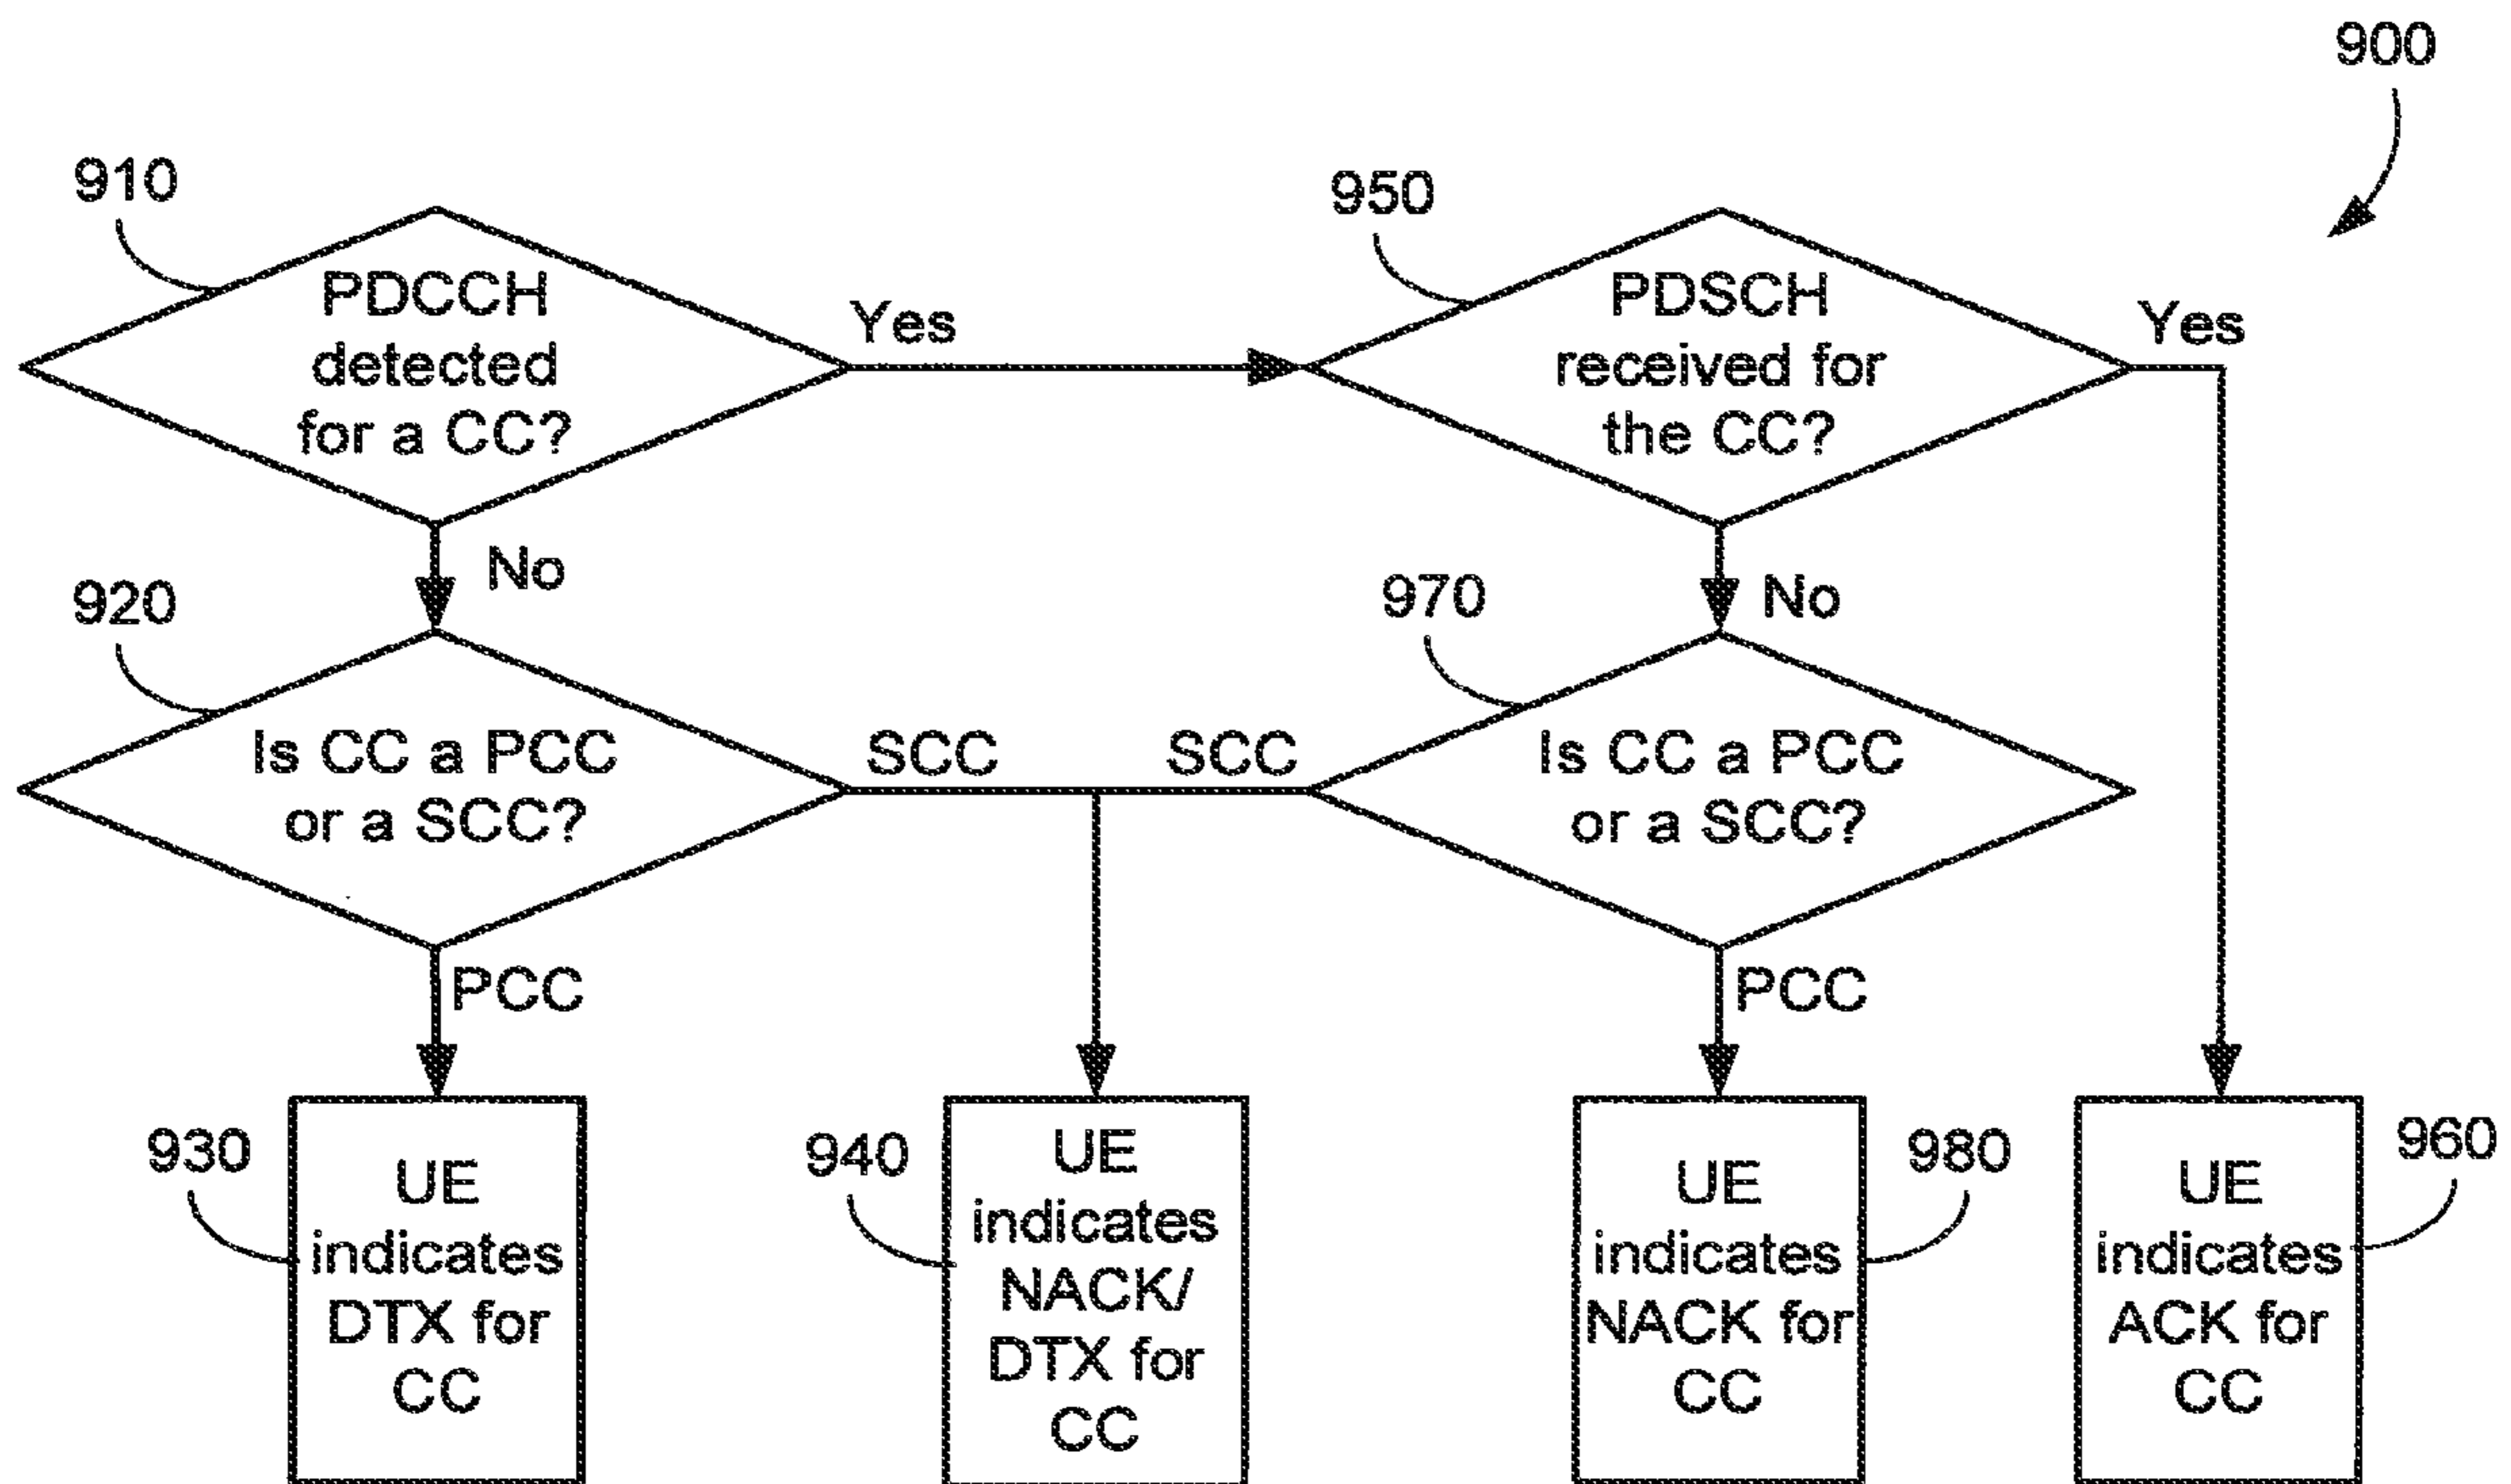 900
910
PDCCH
detected
for a CC?
Yes
950
PDSCH
received for
the CC?
Yes
No
No
920
Is CC a PCC
or a SCC?
SCC
SCC
970
Is CC a PCC
or a SCC?
PCC
PCC
930
UE
indicates
DTX for
CC
940
UE
indicates
NACK/
DTX for
CC
UE
indicates
NACK for
CC
980
UE
indicates
ACK for
CC
960